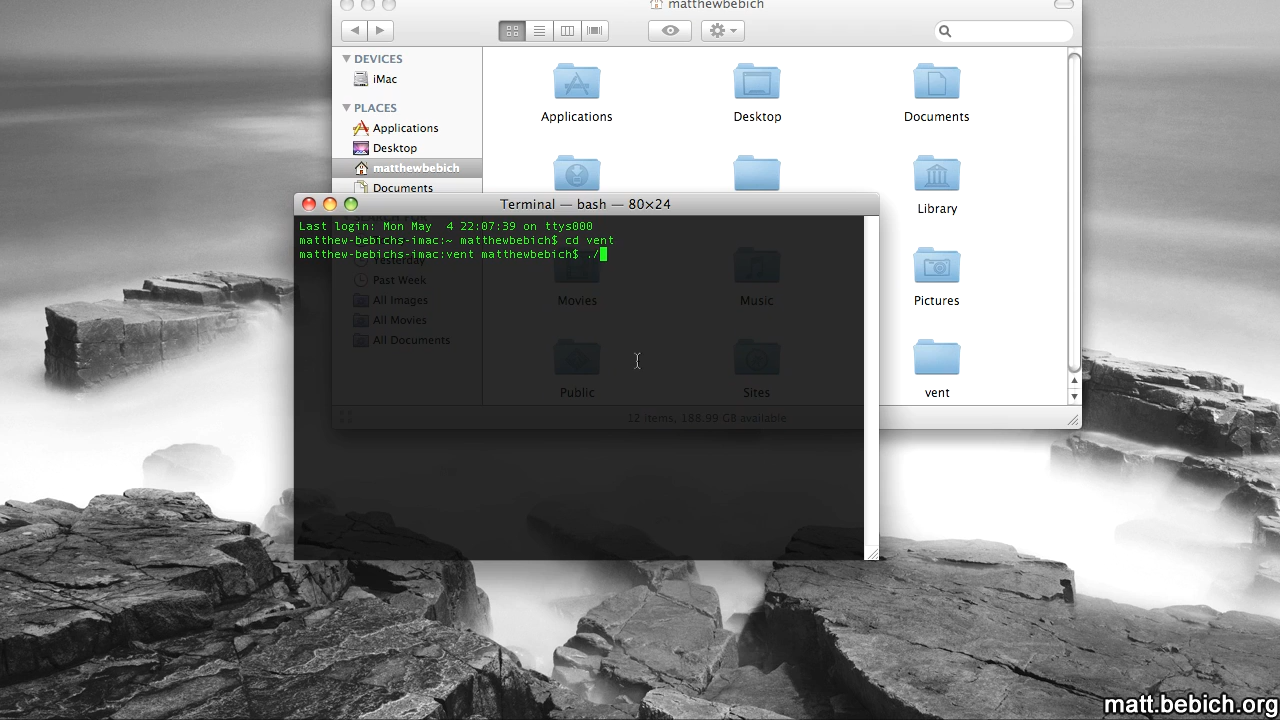 matthewbebich
DEVICES
iMac
PLACES
Applications
Desktop
matthewbebich
Documents
Applications
Desktop
Documents
Library
Terminal — bash — 80×24
Last login: Mon May  4 22:07:39 on ttys000
matthew-bebichs-imac:~ matthewbebich$ cd vent
matthew-bebichs-imac:vent matthewbebich$ ./
Yesterday
Past Week
All Images
All Movies
All Documents
Movies
Music
Pictures
Public
Sites
vent
12 items, 188.99 GB available
matt.bebich.org